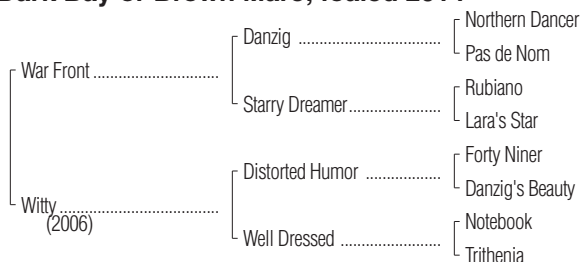 Dark Bay or Brown Mare; foaled 2011
Northern Dancer
Danzig
Pas de Nom
War Front
Rubiano
Starry Dreamer
Lara's Star
Forty Niner
Distorted Humor
Danzig's Beauty
Witty
(2006)
Notebook
Well Dressed
Trithenia